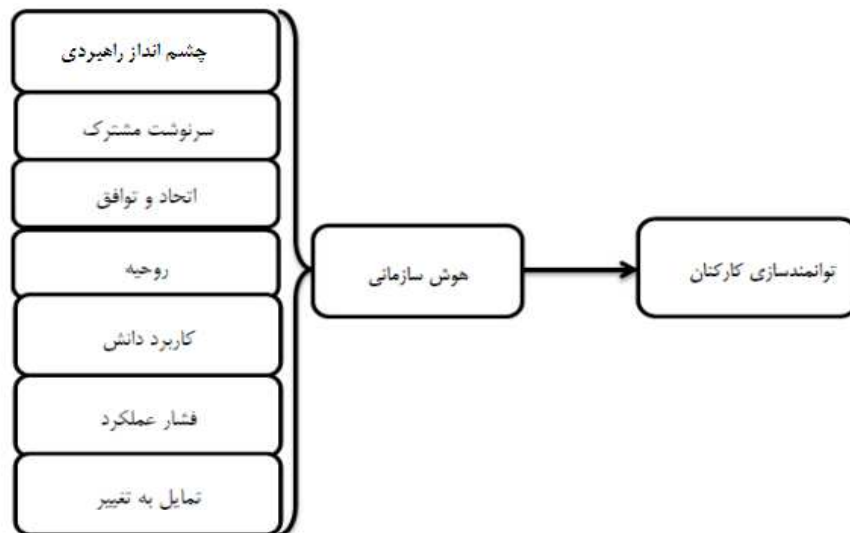 چشم انداز راهبردی
سرنوشت مشترک
اتحاد و توافق
روحیه
کاربرد دانش
فشار عملکرد
تمایل به تغییر
هوش سازمانی
توانمندسازی کارکنان